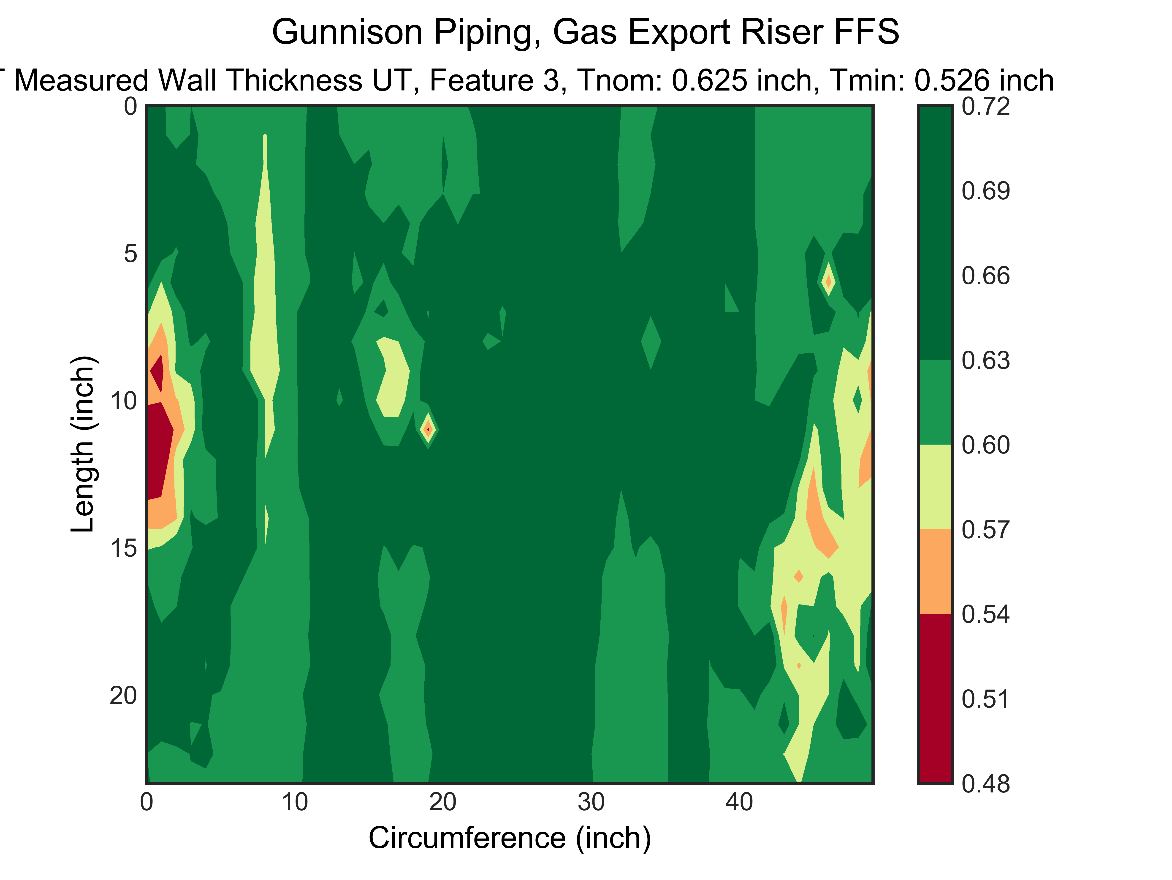 Gunnison Piping, Gas Export Riser FFS
T Measured Wall Thickness UT, Feature 3, Tnom: 0.625 inch, Tmin: 0.526 inch
0
5
10
15
20
Length (inch)
0 10 20 30 40
Circumference (inch)
0.72
0.69
0.66
0.63
0.60
0.57
0.54
0.51
0.48